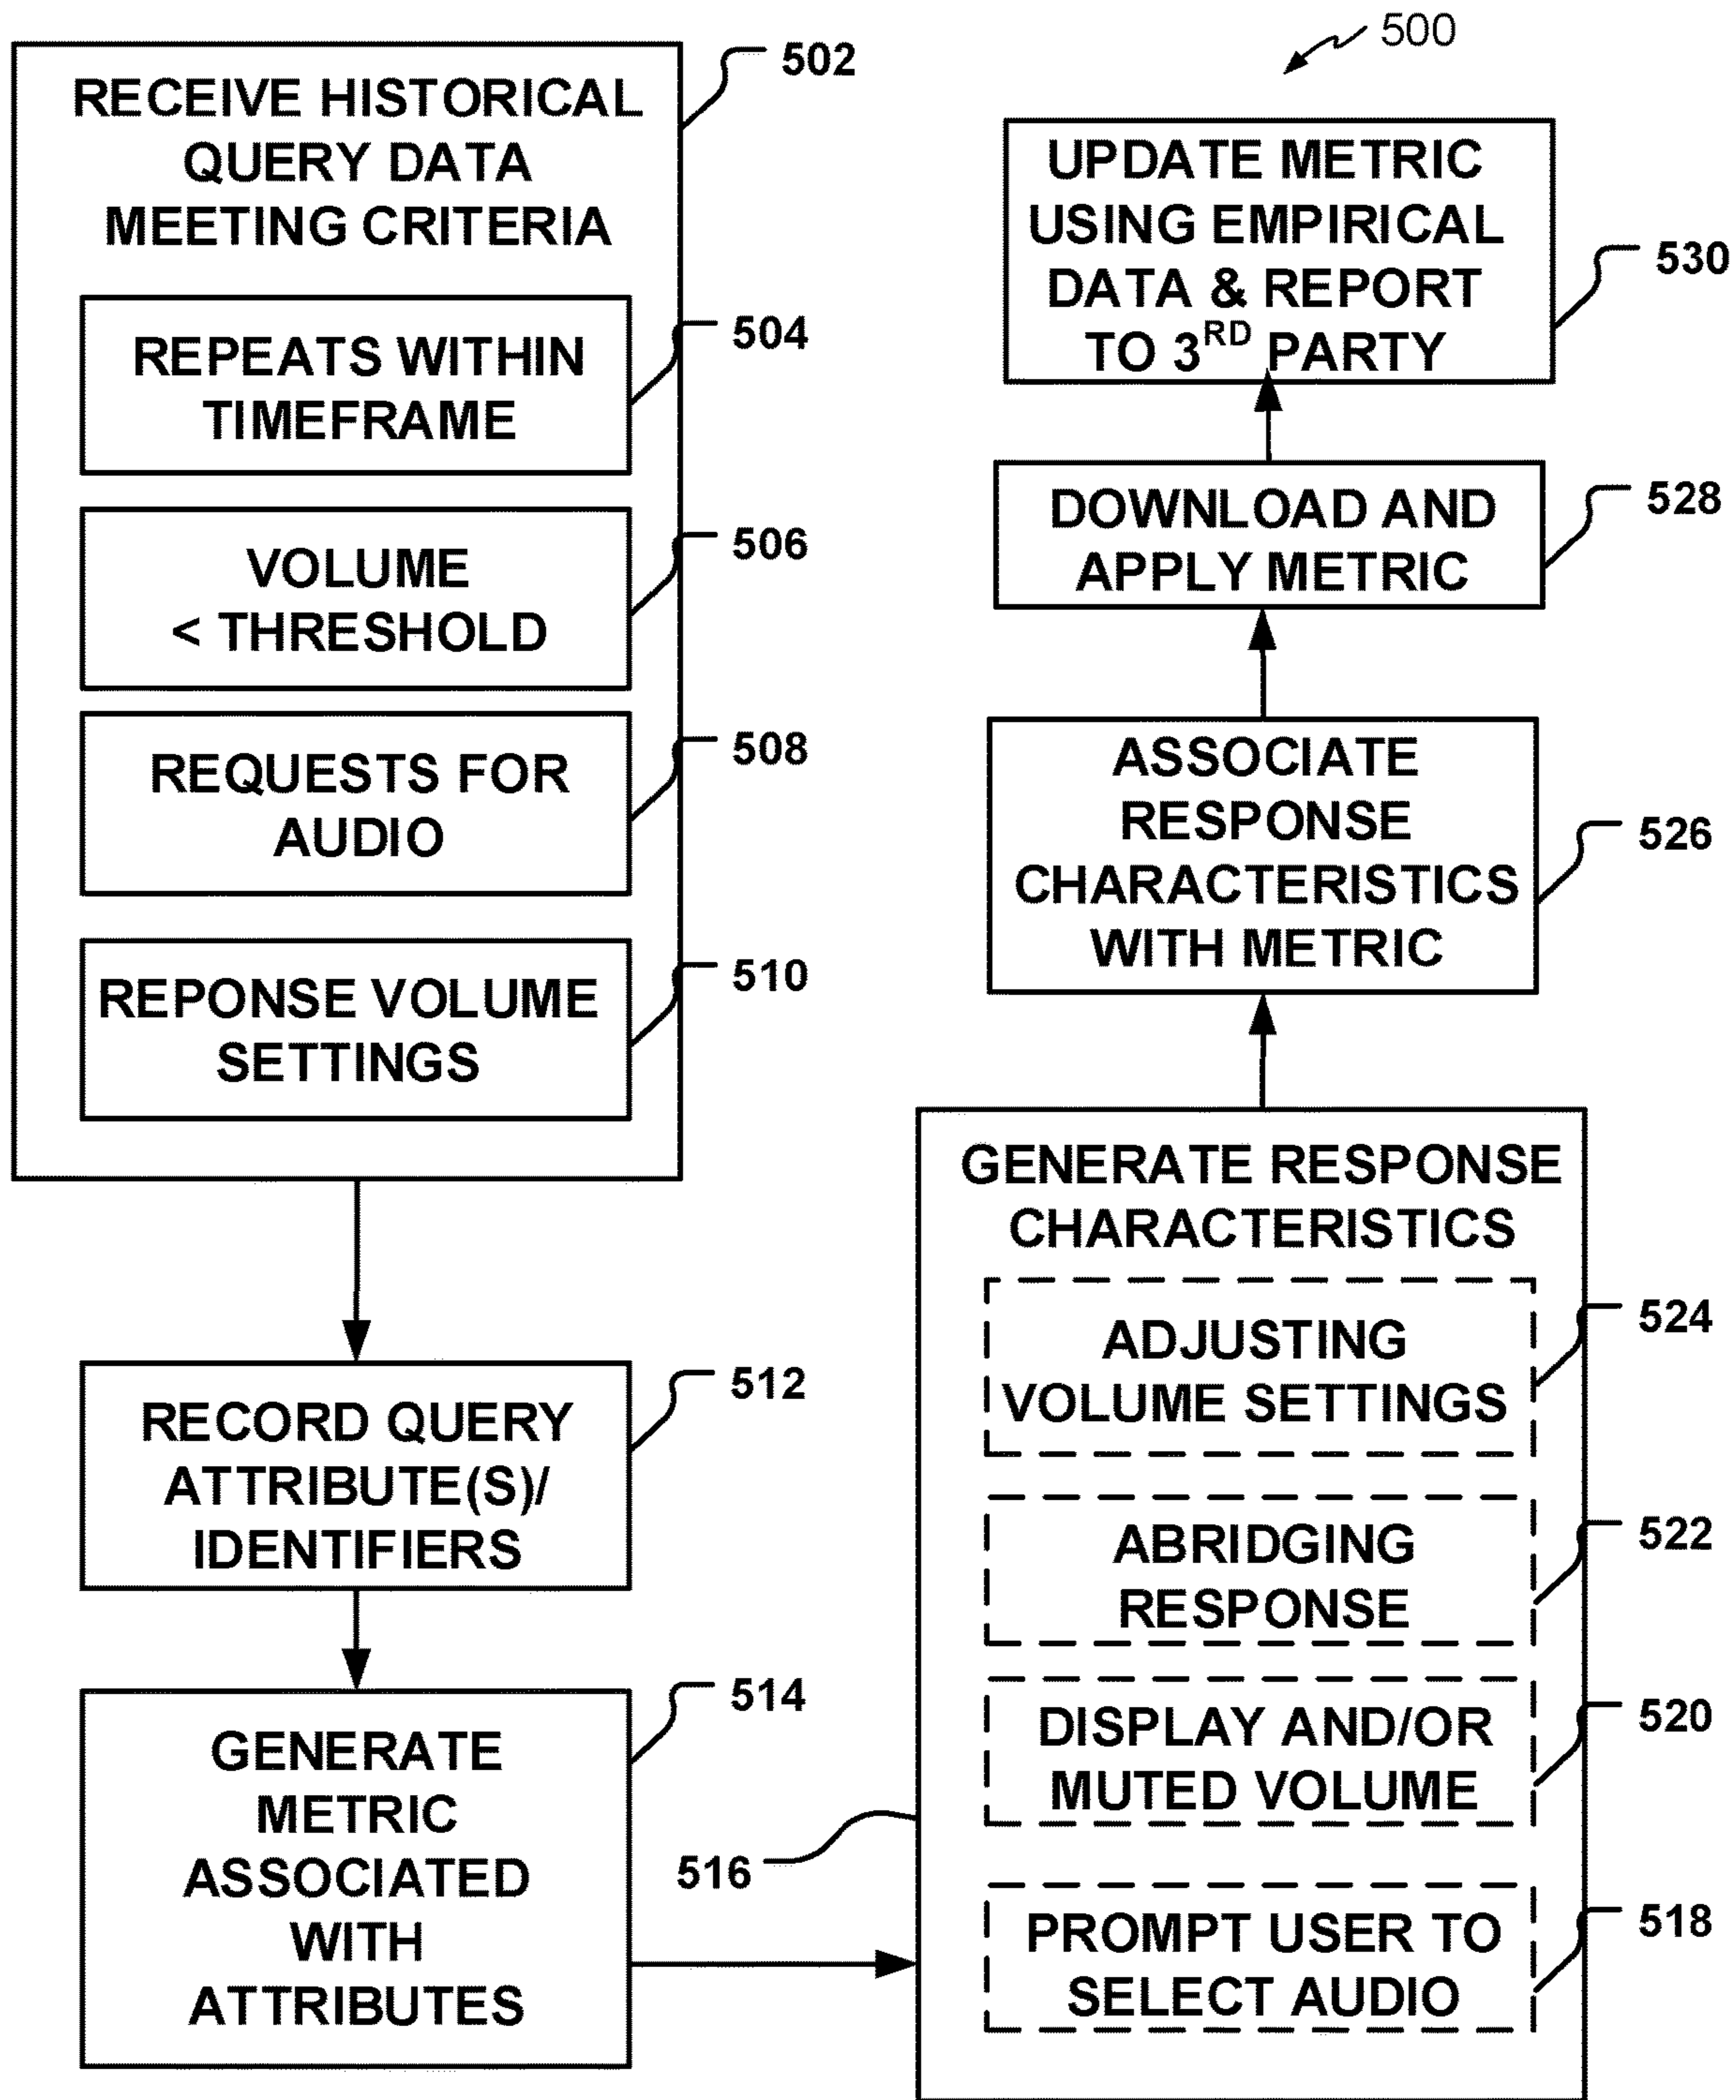 500
502
RECEIVE HISTORICAL
QUERY DATA
MEETING CRITERIA
504
REPEATS WITHIN
TIMEFRAME
506
VOLUME
< THRESHOLD
508
REQUESTS FOR
AUDIO
510
REPONSE VOLUME
SETTINGS
512
RECORD QUERY
ATTRIBUTE(S)/
IDENTIFIERS
514
GENERATE
METRIC
ASSOCIATED
WITH
ATTRIBUTES
516
GENERATE RESPONSE
CHARACTERISTICS
524
ADJUSTING
VOLUME SETTINGS
522
ABRIDGING
RESPONSE
520
DISPLAY AND/OR
MUTED VOLUME
518
PROMPT USER TO
SELECT AUDIO
526
ASSOCIATE
RESPONSE
CHARACTERISTICS
WITH METRIC
528
DOWNLOAD AND
APPLY METRIC
530
UPDATE METRIC
USING EMPIRICAL
DATA & REPORT
TO 3RD PARTY